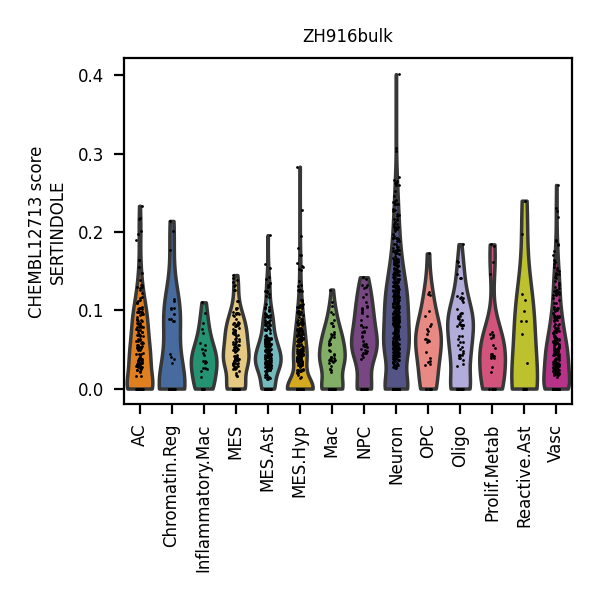 ZH916bulk
CHEMBL12713 score
SERTINDOLE
0.4
0.3
0.2
0.1
0.0
AC
Chromatin.Reg
Inflammatory.Mac
MES
MES.Ast
MES.Hyp
Mac
NPC
Neuron
OPC
Oligo
Prolif.Metab
Reactive.Ast
Vasc